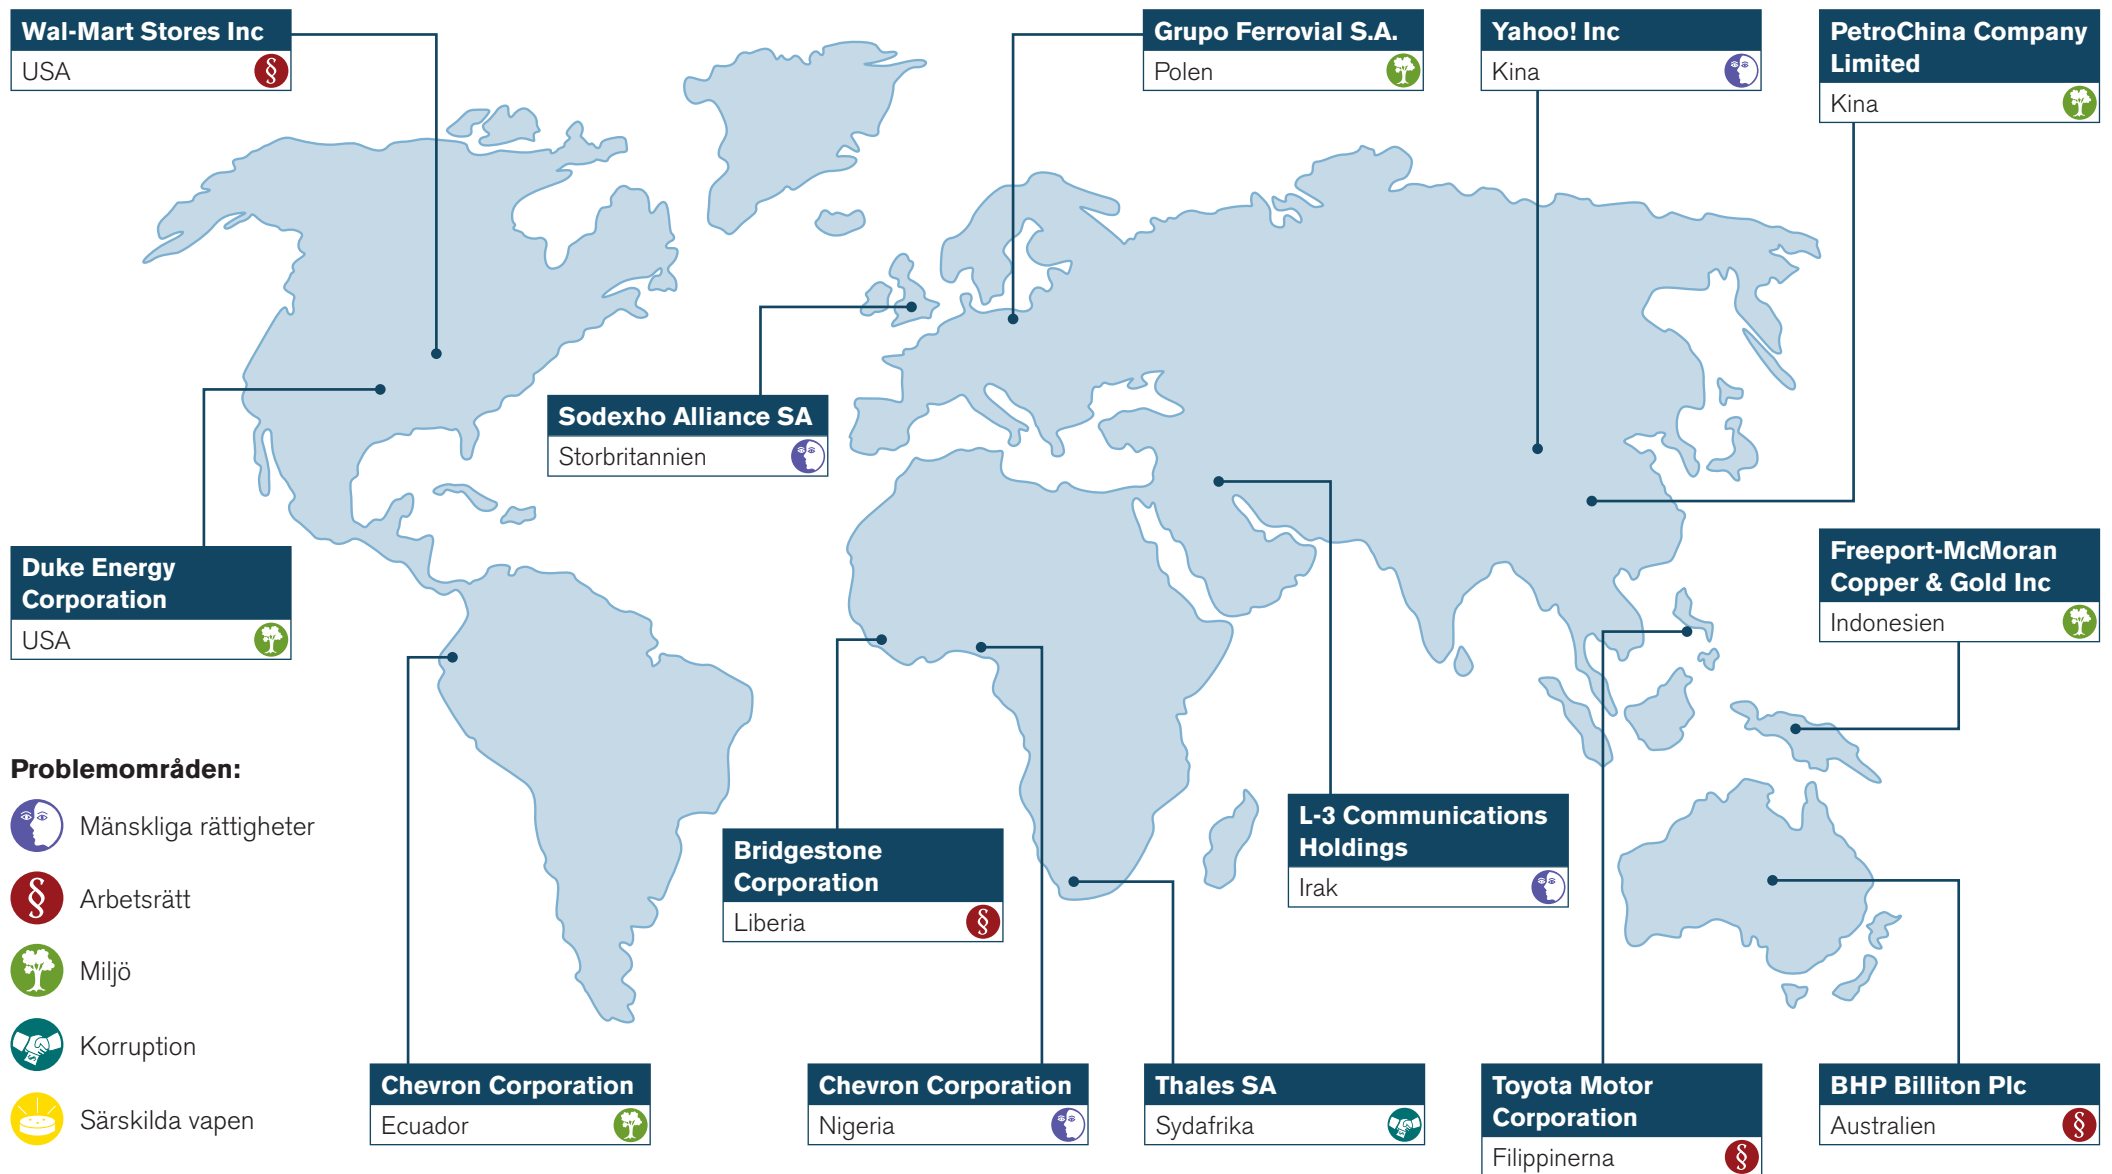 Wal-Mart Stores Inc
USA
Grupo Ferrovial S.A.
Polen
Yahoo! Inc
Kina
PetroChina Company
Limited
Kina
Sodexho Alliance SA
Storbritannien
Duke Energy
Corporation
USA
Freeport-McMoran
Copper & Gold Inc
Indonesien
Problemområden:
Mänskliga rättigheter
§ Arbetsrätt
Miljö
Korruption
Särskilda vapen
Bridgestone
Corporation
Liberia
L-3 Communications
Holdings
Irak
Chevron Corporation
Ecuador
Chevron Corporation
Nigeria
Thales SA
Sydafrika
Toyota Motor
Corporation
Filippinerna
BHP Billiton Plc
Australien